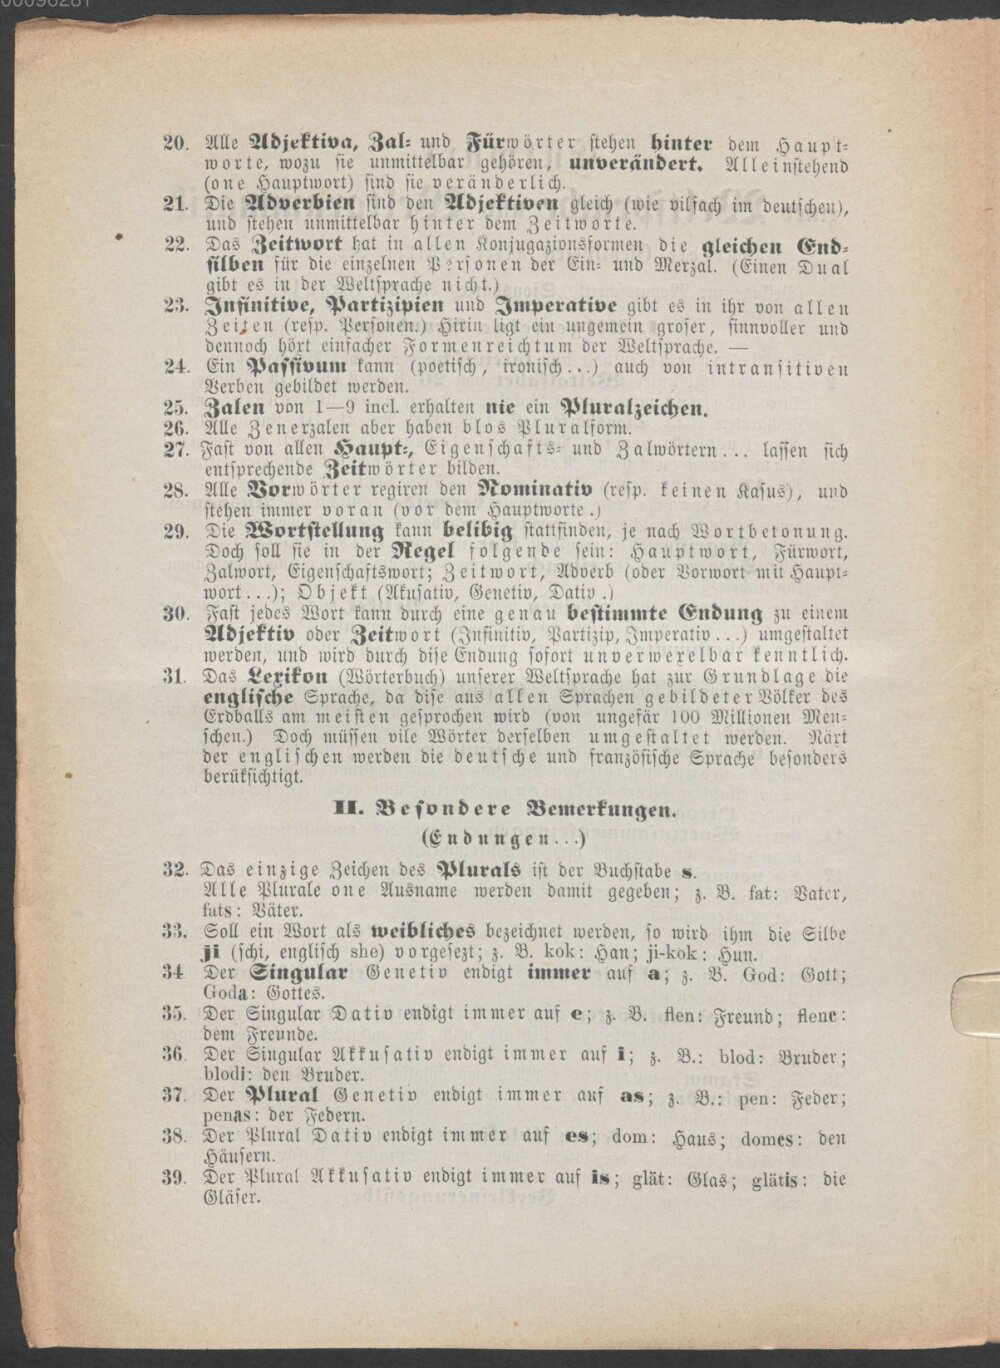 20. Alle Adjektiva, Zal= und Fürwörter stehen hinter dem Haupt=
worte, wozu sie unmittelbar gehören, unverändert. Alleinstehend
(one Hauptwort) sind sie veränderlich.
21. Die Adverbien sind den Adjektiven gleich (wie vilfach im deutschen),
und stehen unmittelbar hinter dem Zeitworte.
22. Das Zeitwort hat in allen Konjugazionsformen die gleichen End=
silben für die einzelnen Personen der Ein= und Merzal. (Einen Dual
gibt es in der Weltsprache nicht.)
23. Infinitive, Partizipien und Imperative gibt es in ihr von allen
Zeiten (resp. Personen.) Hirin ligt ein ungemein groser, sinnvoller und
dennoch höxt einfacher Formenreichtum der Weltsprache. —
24. Ein Passivum kann (poetisch, ironisch...) auch von intransitiven
Verben gebildet werden.
25. Zalen von 1—9 incl. erhalten nie ein Pluralzeichen.
26. Alle Zenerzalen aber haben blos Pluralform.
27. Fast von allen Haupt=, Eigenschafts= und Zalwörtern... lassen sich
entsprechende Zeitwörter bilden.
28. Alle Vorwörter regiren den Nominativ (resp. keinen Kasus), und
stehen immer voran (vor dem Hauptworte.)
29. Die Wortstellung kann belibig stattfinden, je nach Wortbetonung.
Doch soll sie in der Regel folgende sein: Hauptwort, Fürwort,
Zalwort, Eigenschaftswort; Zeitwort, Adverb (oder Vorwort mit Haupt=
wort...); Objekt (Akusativ, Genetiv, Dativ.)
30. Fast jedes Wort kann durch eine genau bestimmte Endung zu einem
Adjektiv oder Zeitwort (Infinitiv, Partizip, Imperativ...) umgestaltet
werden, und wird durch dise Endung sofort unverwexelbar kenntlich.
31. Das Lexikon (Wörterbuch) unserer Weltsprache hat zur Grundlage die
englische Sprache, da dise aus allen Sprachen gebildeter Völker des
Erdballs am meisten gesprochen wird (von ungefär 100 Millionen Men=
schen.) Doch müssen vile Wörter derselben umgestaltet werden. Närt
der englischen werden die deutsche und französische Sprache besonders
berüksichtigt.
II. Besondere Bemerkungen.
(Endungen...)
32. Das einzige Zeichen des Plurals ist der Buchstabe s.
Alle Plurale one Ausname werden damit gegeben; z. B. fat: Vater,
fats: Väter.
33. Soll ein Wort als weibliches bezeichnet werden, so wird ihm die Silbe
ji (schi, englisch she) vorgesezt; z. B. kok: Han; ji-kok: Hun.
34 Der Singular Genetiv endigt immer auf a; z. B. God: Gott;
Goda: Gottes.
35. Der Singular Dativ endigt immer auf e; z. B. flen: Freund; flene:
dem Freunde.
36. Der Singular Akkusativ endigt immer auf i; z. B.: blod: Bruder;
blodi: den Bruder.
37. Der Plural Genetiv endigt immer auf as; z. B.: pen: Feder;
penas: der Federn.
38. Der Plural Dativ endigt immer auf es; dom: Haus; domes: den
Häusern.
39. Der Plural Akkusativ endigt immer auf is; glät: Glas; glätis: die
Gläser.